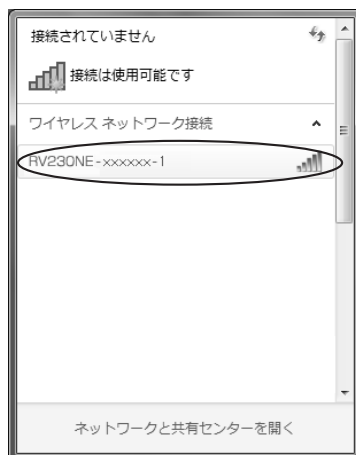 接続されていません
接続は使用可能です
ワイヤレス ネットワーク接続
RV230NE-xxxxxx-1
ネットワークと共有センターを開く